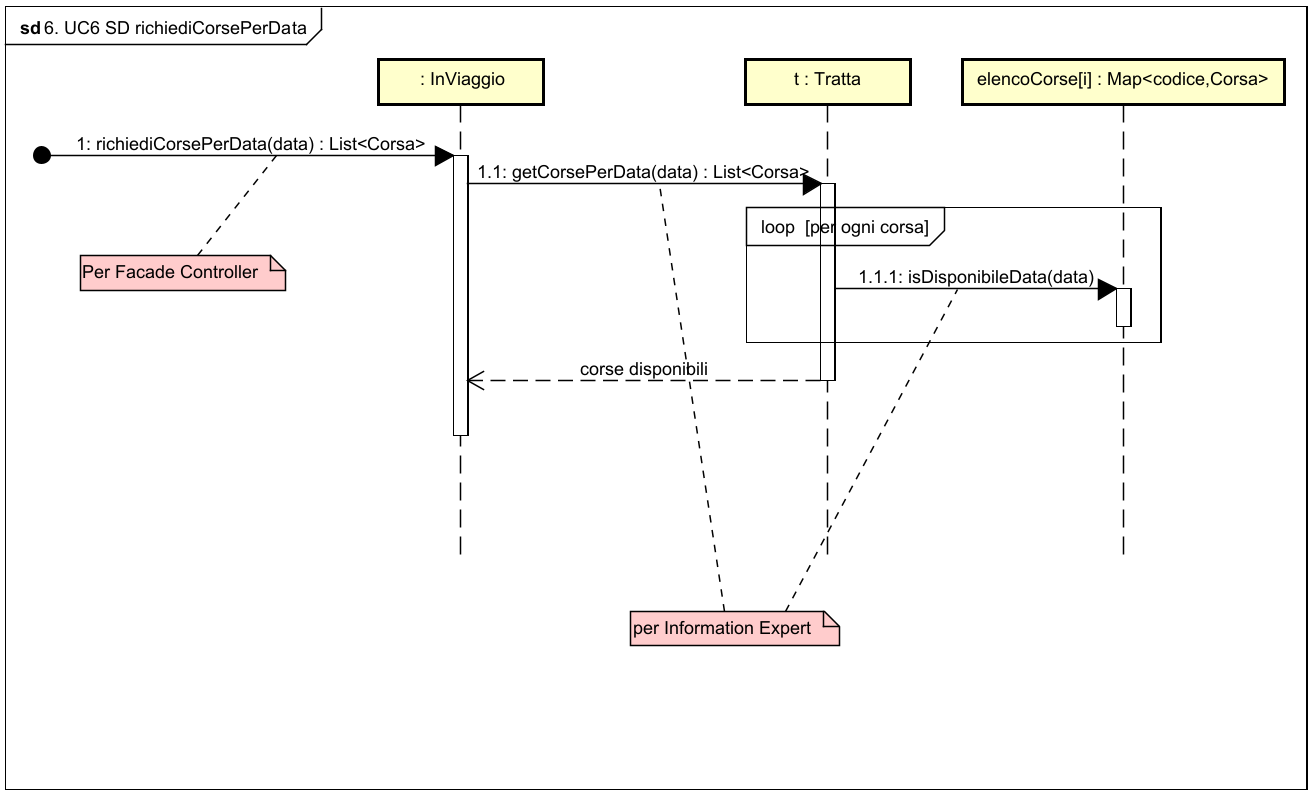 sd 6. UC6 SD richiediCorsePerData
: InViaggio
t : Tratta
elencoCorse[i] : Map<codice,Corsa>
1: richiediCorsePerData(data) : List<Corsa>
1.1: getCorsePerData(data) : List<Corsa>
loop [per ogni corsa]
Per Facade Controller
1.1.1: isDisponibileData(data)
corse disponibili
per Information Expert